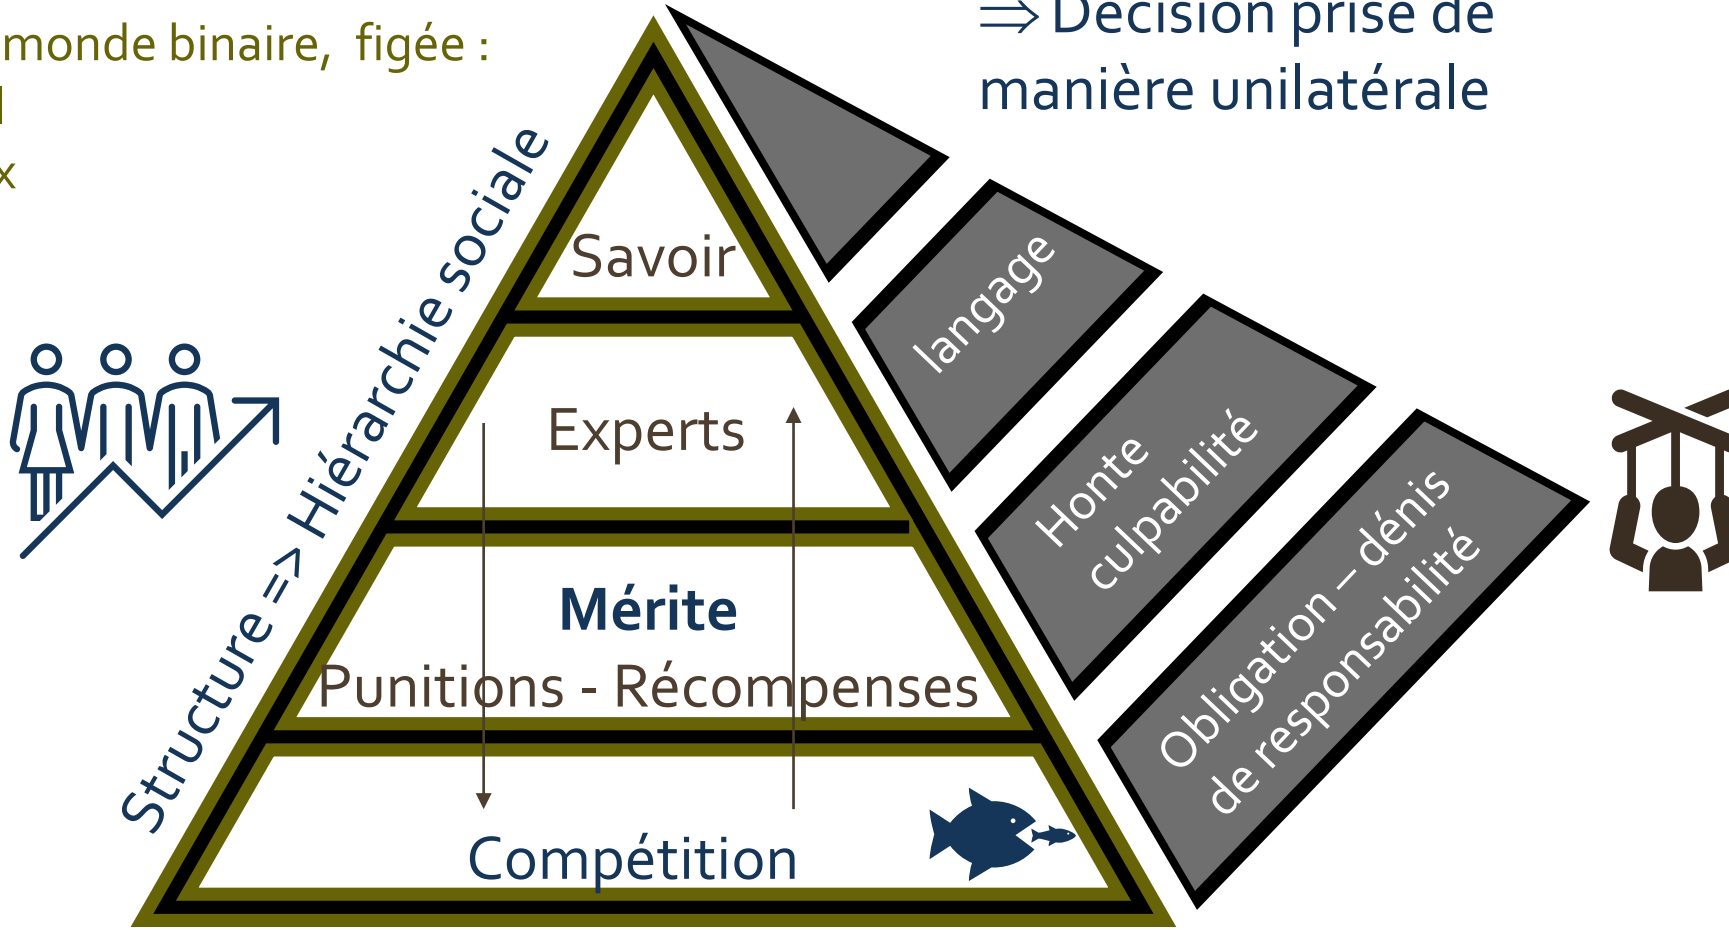 monde binaire, figée :
x
⇒ Décision prise de
manière unilatérale
Structure => Hiérarchie sociale
Savoir
Experts
Mérite
Punitions - Récompenses
Compétition
langage
Honte
culpabilité
Obligation – dénis
de responsabilité